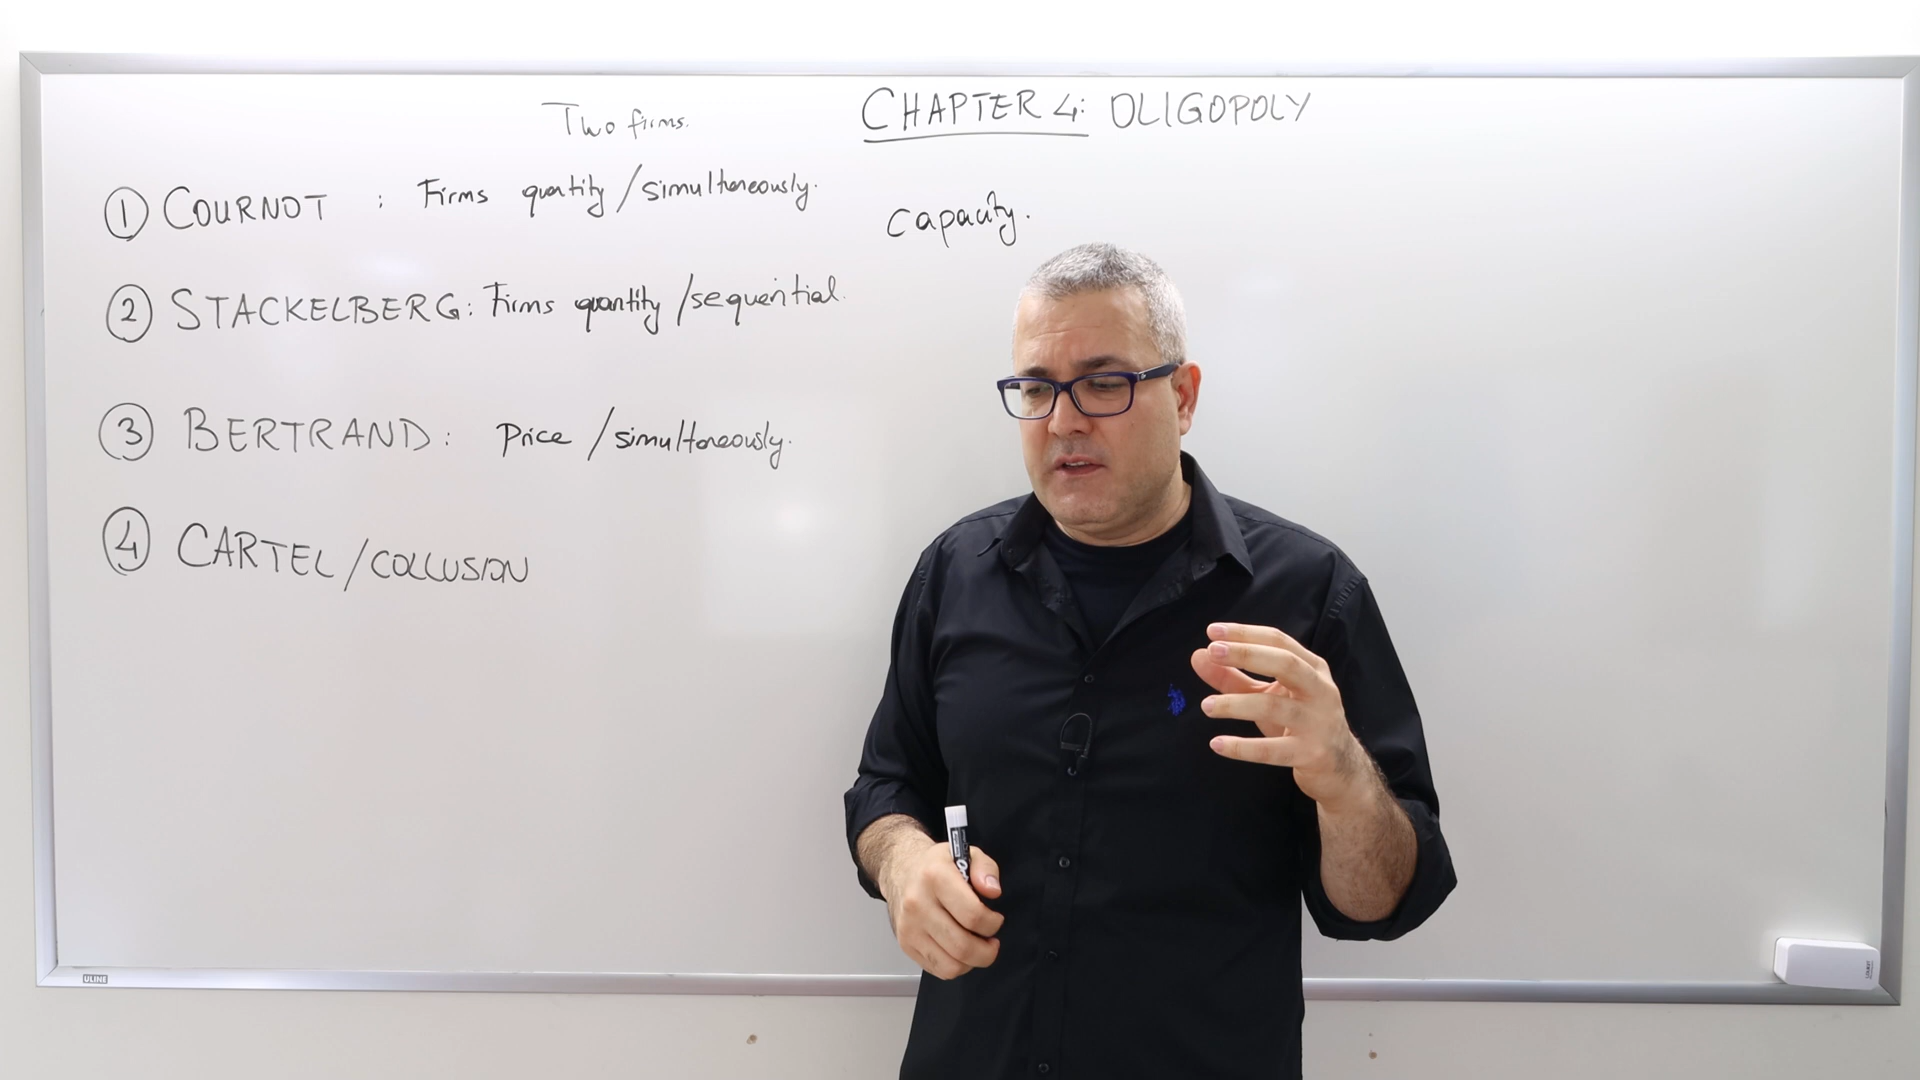 Two firms.
CHAPTER 4: OLIGOPOLY
① COURNOT : Firms quantity / simultaneously.
capacity.
② STACKELBERG: Firms quantity / sequential.
③ BERTRAND: Price / simultaneously.
④ CARTEL / COLLUSION
ULINE